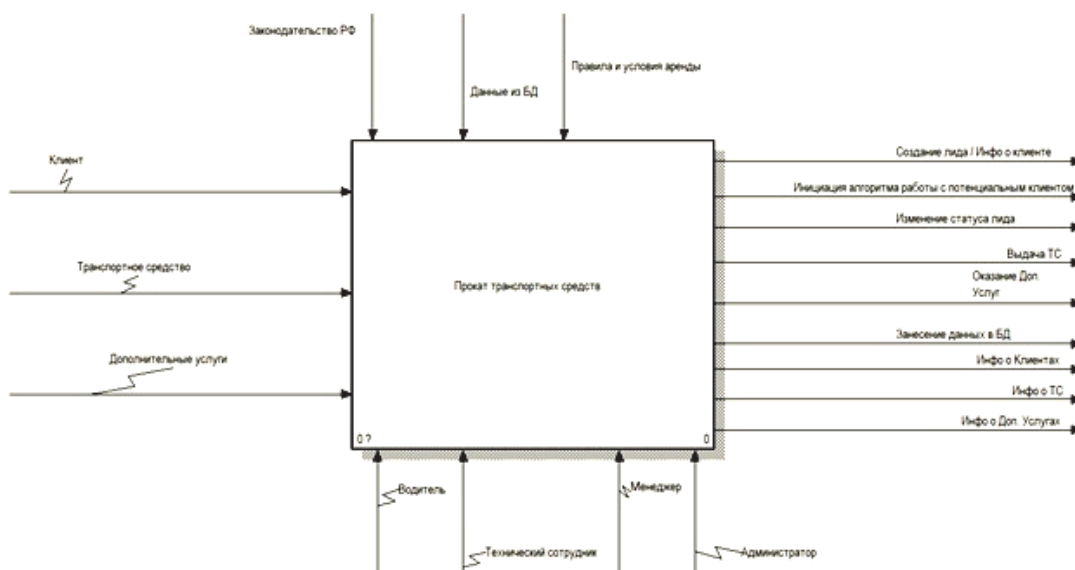 Законодательство РФ
Данные из БД
Правила и условия аренды
Клиент
Транспортное средство
Дополнительные услуги
Прокат транспортных средств
0 ?
0
Создание лида / Инфо о клиенте
Инициация алгоритма работы с потенциальным клиентом
Изменение статуса лида
Выдача ТС
Оказание Доп.
Услуг
Занесение данных в БД
Инфо о Клиентах
Инфо о ТС
Инфо о Доп. Услугах
Водитель
Менеджер
Технический сотрудник
Администратор